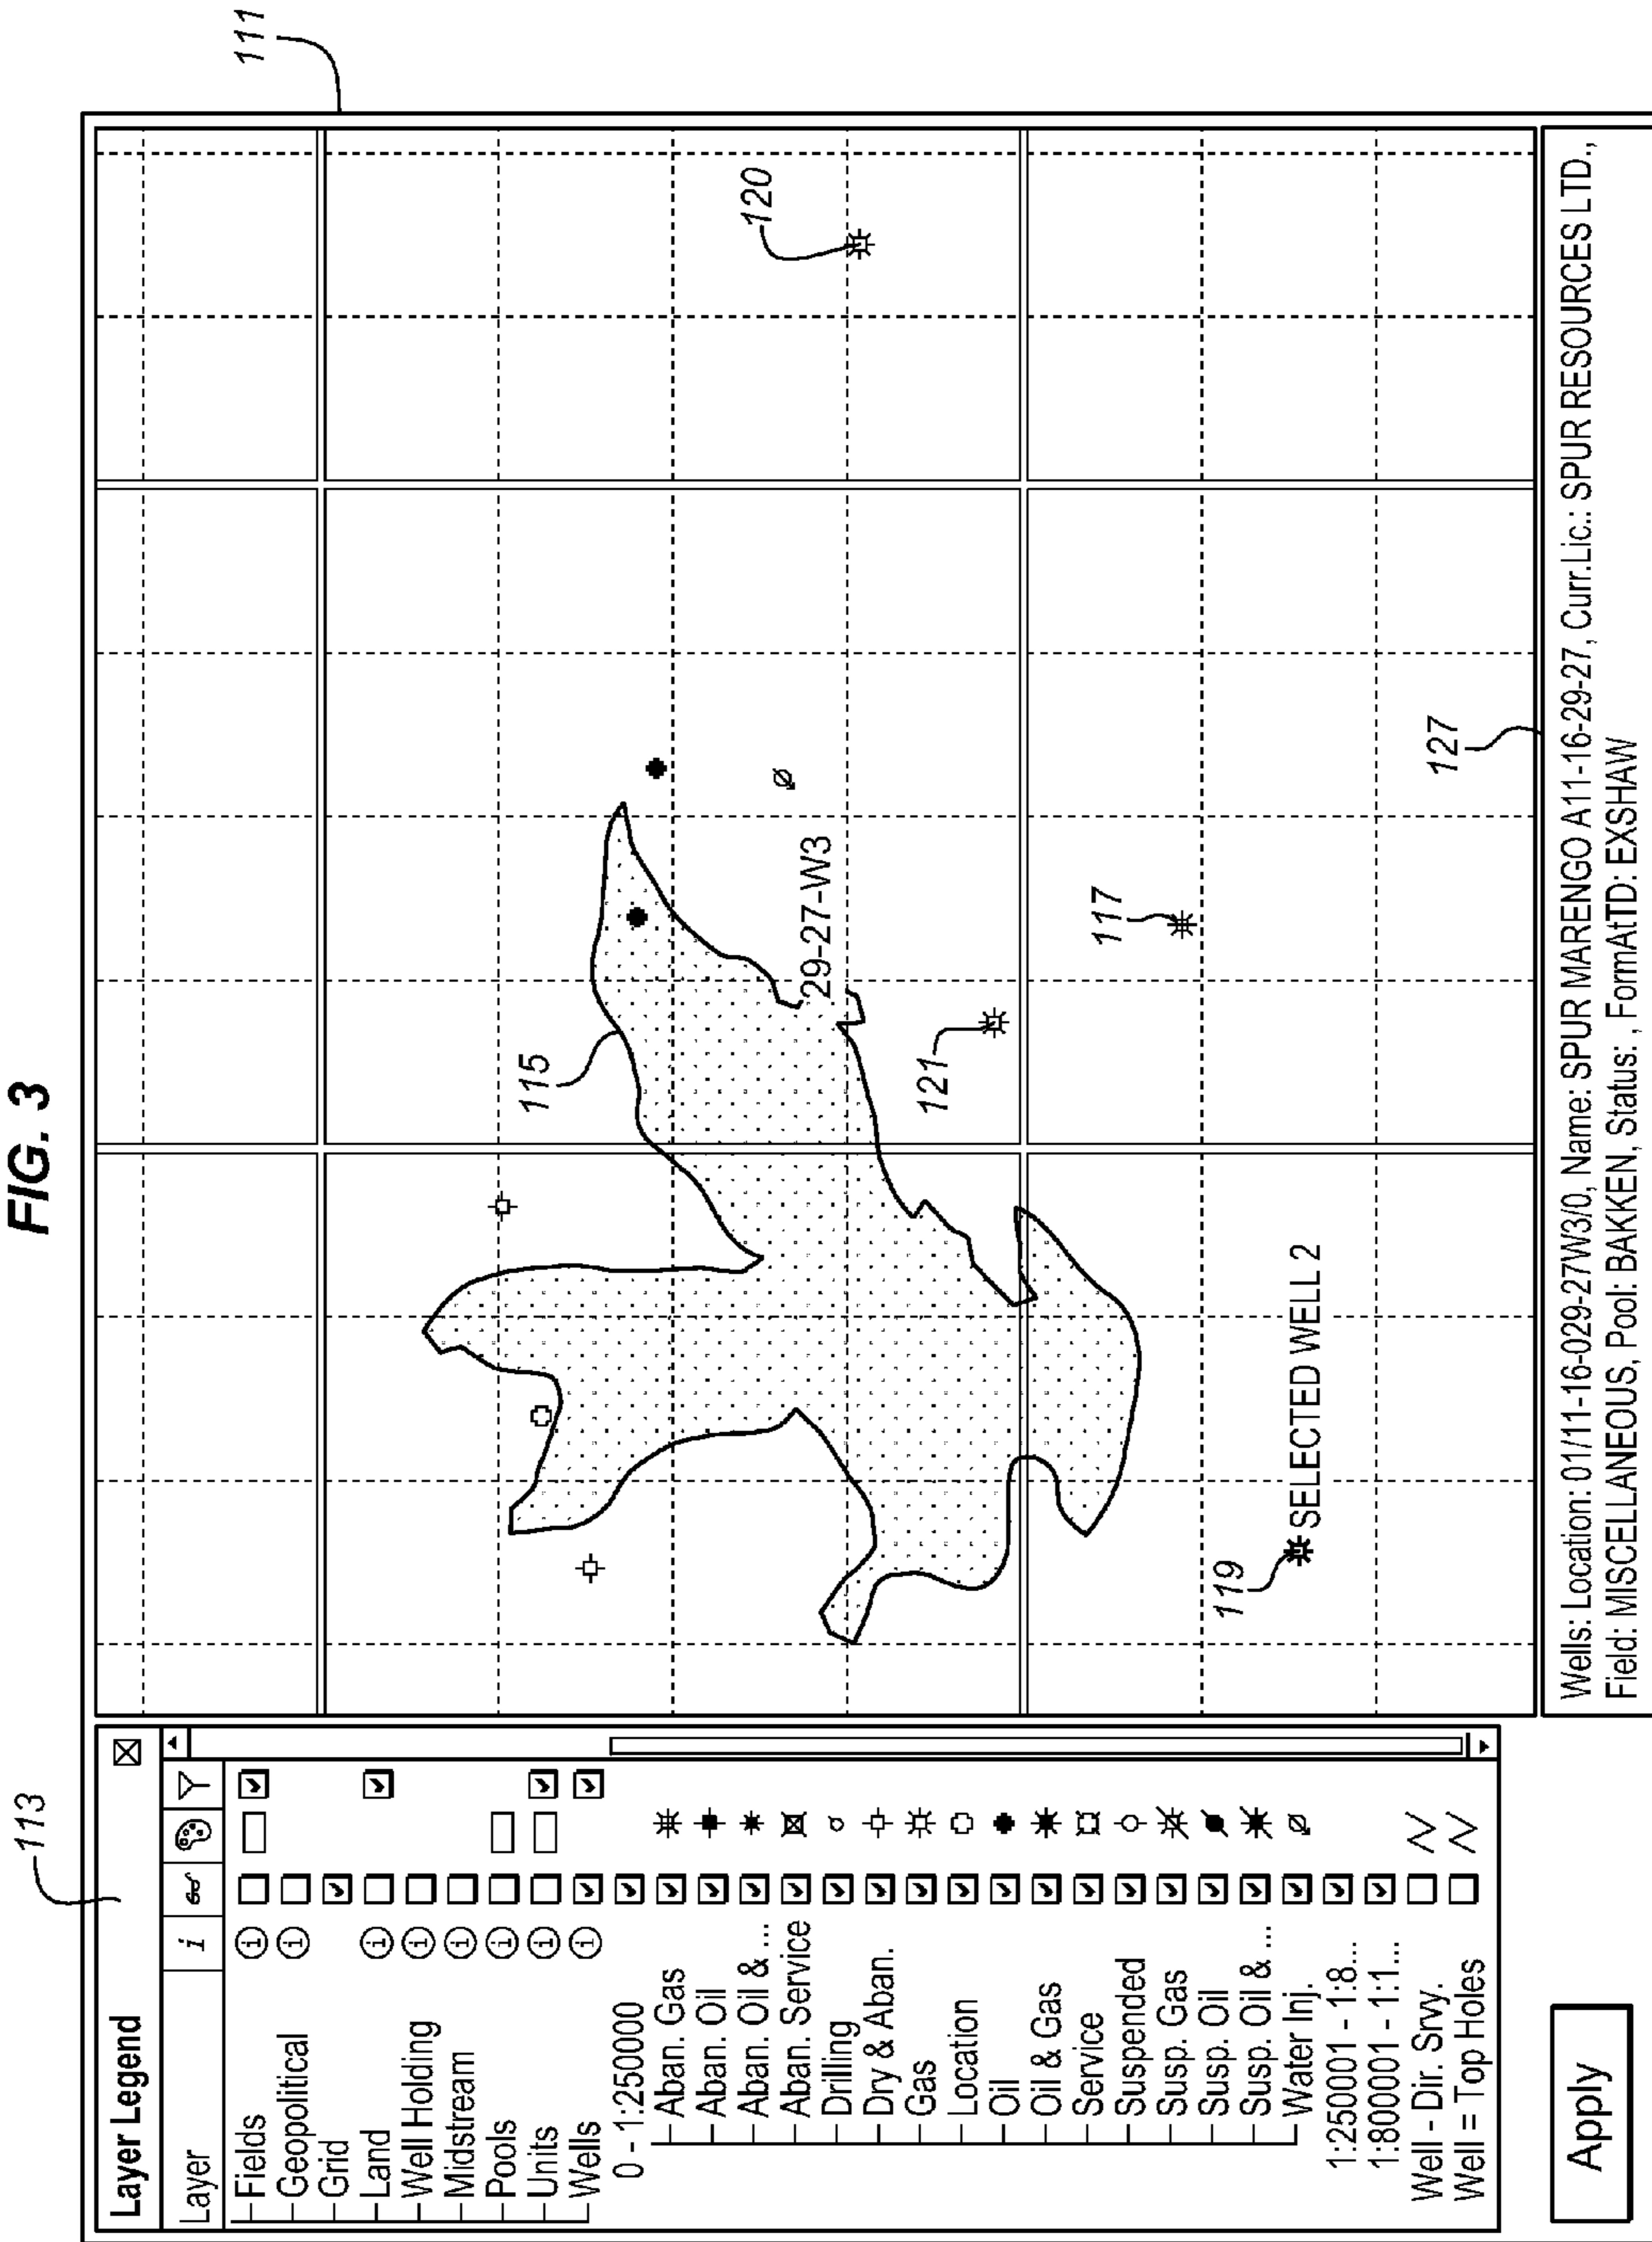 FIG. 3
111
113
Layer Legend
Layer i
Fields
Geopolitical
Grid
Land
Well Holding
Midstream
Pools
Units
Wells
0 - 1:250000
Aban. Gas
Aban. Oil
Aban. Oil & ...
Aban. Service
Drilling
Dry & Aban.
Gas
Location
Oil
Oil & Gas
Service
Suspended
Susp. Gas
Susp. Oil
Susp. Oil & ...
Water Inj.
1:250001 - 1:8...
1:800001 - 1:1...
Well - Dir. Srvy.
Well = Top Holes
Apply
115
120
29-27-W3
121
117
119
SELECTED WELL 2
127
Wells: Location: 01/11-16-029-27W3/0, Name: SPUR MARENGO A11-16-29-27, Curr.Lic.: SPUR RESOURCES LTD.,
Field: MISCELLANEOUS, Pool: BAKKEN, Status: , FormAtTD: EXSHAW